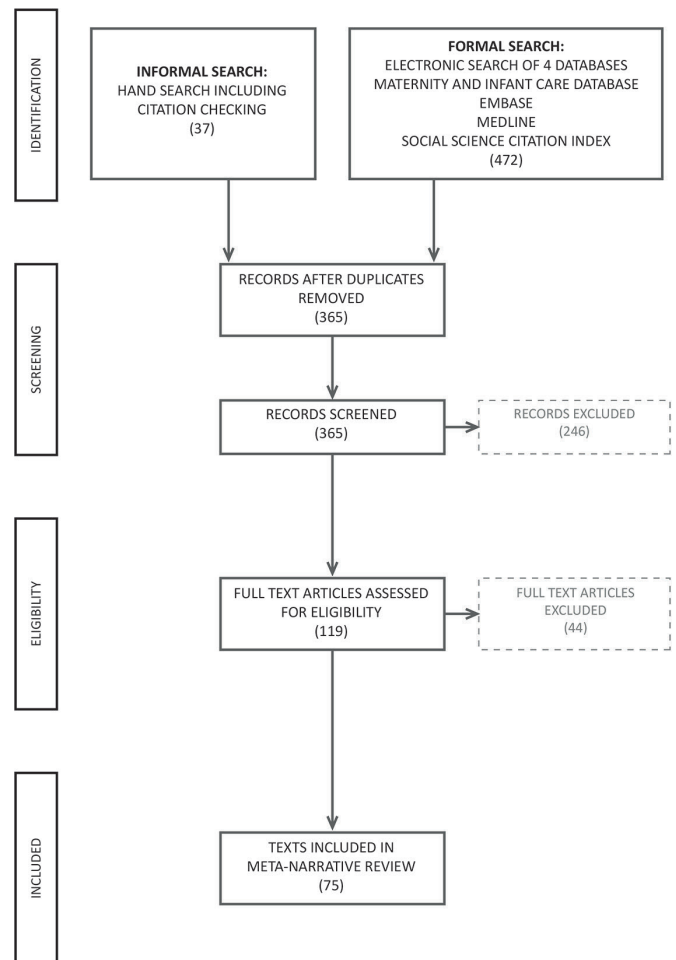 IDENTIFICATION
INFORMAL SEARCH:
HAND SEARCH INCLUDING
CITATION CHECKING
(37)
FORMAL SEARCH:
ELECTRONIC SEARCH OF 4 DATABASES
MATERNITY AND INFANT CARE DATABASE
EMBASE
MEDLINE
SOCIAL SCIENCE CITATION INDEX
(472)
SCREENING
RECORDS AFTER DUPLICATES
REMOVED
(365)
RECORDS SCREENED
(365)
RECORDS EXCLUDED
(246)
ELIGIBILITY
FULL TEXT ARTICLES ASSESSED
FOR ELIGIBILITY
(119)
FULL TEXT ARTICLES
EXCLUDED
(44)
INCLUDED
TEXTS INCLUDED IN
META-NARRATIVE REVIEW
(75)